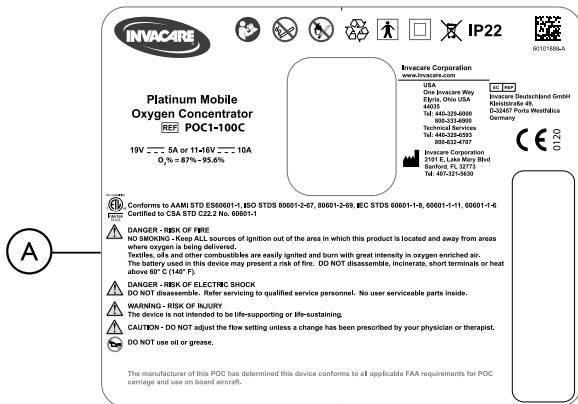 INVACARE
IP22
60101888-A
Platinum Mobile
Oxygen Concentrator
REF POC1-100C
19V 5A or 11-16V 10A
O2% = 87% - 95.6%
Invacare Corporation
www.invacare.com
USA
One Invacare Way
Elyria, Ohio USA
44035
Tel: 440-329-6000
800-333-6900
Technical Services
Tel: 440-329-6593
800-832-4707
Invacare Corporation
2101 E. Lake Mary Blvd
Sanford, FL 32773
Tel: 407-321-5630
EC REP
Invacare Deutschland GmbH
Kleiststraße 49,
D-32457 Porta Westfalica
Germany
CE 0120
ETL
Intertek
Conforms to AAMI STD ES60601-1, ISO STDS 80601-2-67, 80601-2-69, IEC STDS 60601-1-8, 60601-1-11, 60601-1-6
Certified to CSA STD C22.2 No. 60601-1
A
DANGER - RISK OF FIRE
NO SMOKING - Keep ALL sources of ignition out of the area in which this product is located and away from areas
where oxygen is being delivered.
Textiles, oils and other combustibles are easily ignited and burn with great intensity in oxygen enriched air.
The battery used in this device may present a risk of fire. DO NOT disassemble, incinerate, short terminals or heat
above 60° C (140° F).
DANGER - RISK OF ELECTRIC SHOCK
DO NOT disassemble. Refer servicing to qualified service personnel. No user serviceable parts inside.
WARNING - RISK OF INJURY
The device is not intended to be life-supporting or life-sustaining.
CAUTION - DO NOT adjust the flow setting unless a change has been prescribed by your physician or therapist.
DO NOT use oil or grease.
The manufacturer of this POC has determined this device conforms to all applicable FAA requirements for POC
carriage and use on board aircraft.